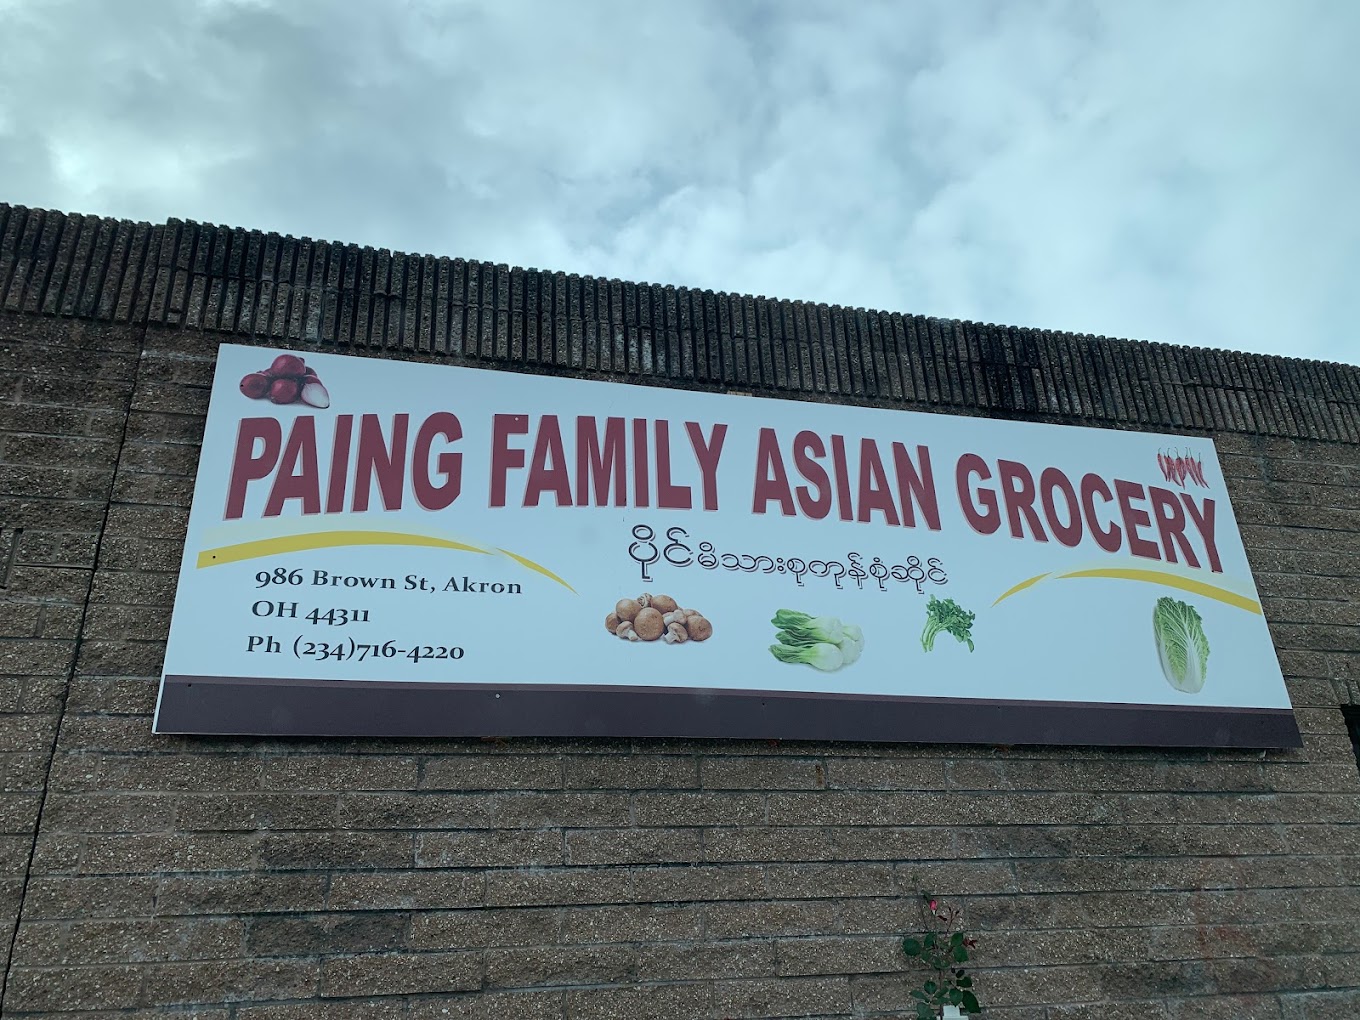 PAING FAMILY ASIAN GROCERY
ပိုင်မိသားစုကုန်စုံဆိုင်
986 Brown St, Akron
OH 44311
Ph (234)716-4220